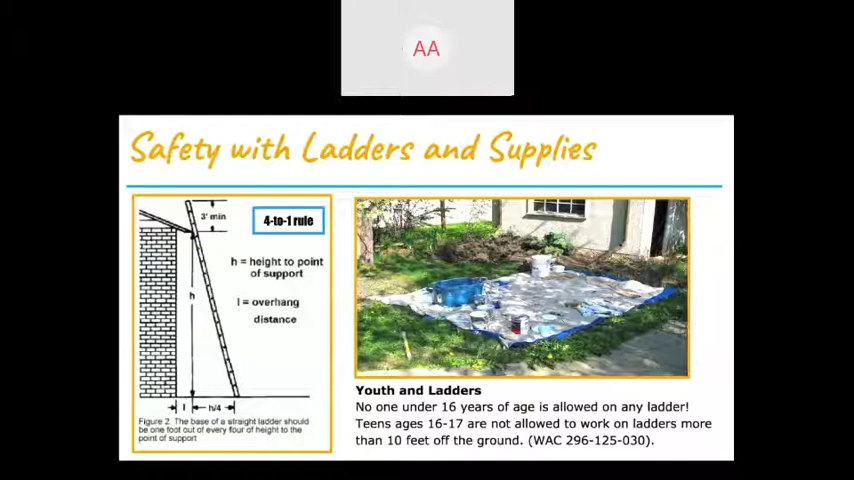 AA
Safety with Ladders and Supplies
3' min
4-to-1 rule
h = height to point
of support
h
l = overhang
distance
l
h/4
Figure 2. The base of a straight ladder should
be one foot out of every four of height to the
point of support
Youth and Ladders
No one under 16 years of age is allowed on any ladder!
Teens ages 16-17 are not allowed to work on ladders more
than 10 feet off the ground. (WAC 296-125-030).